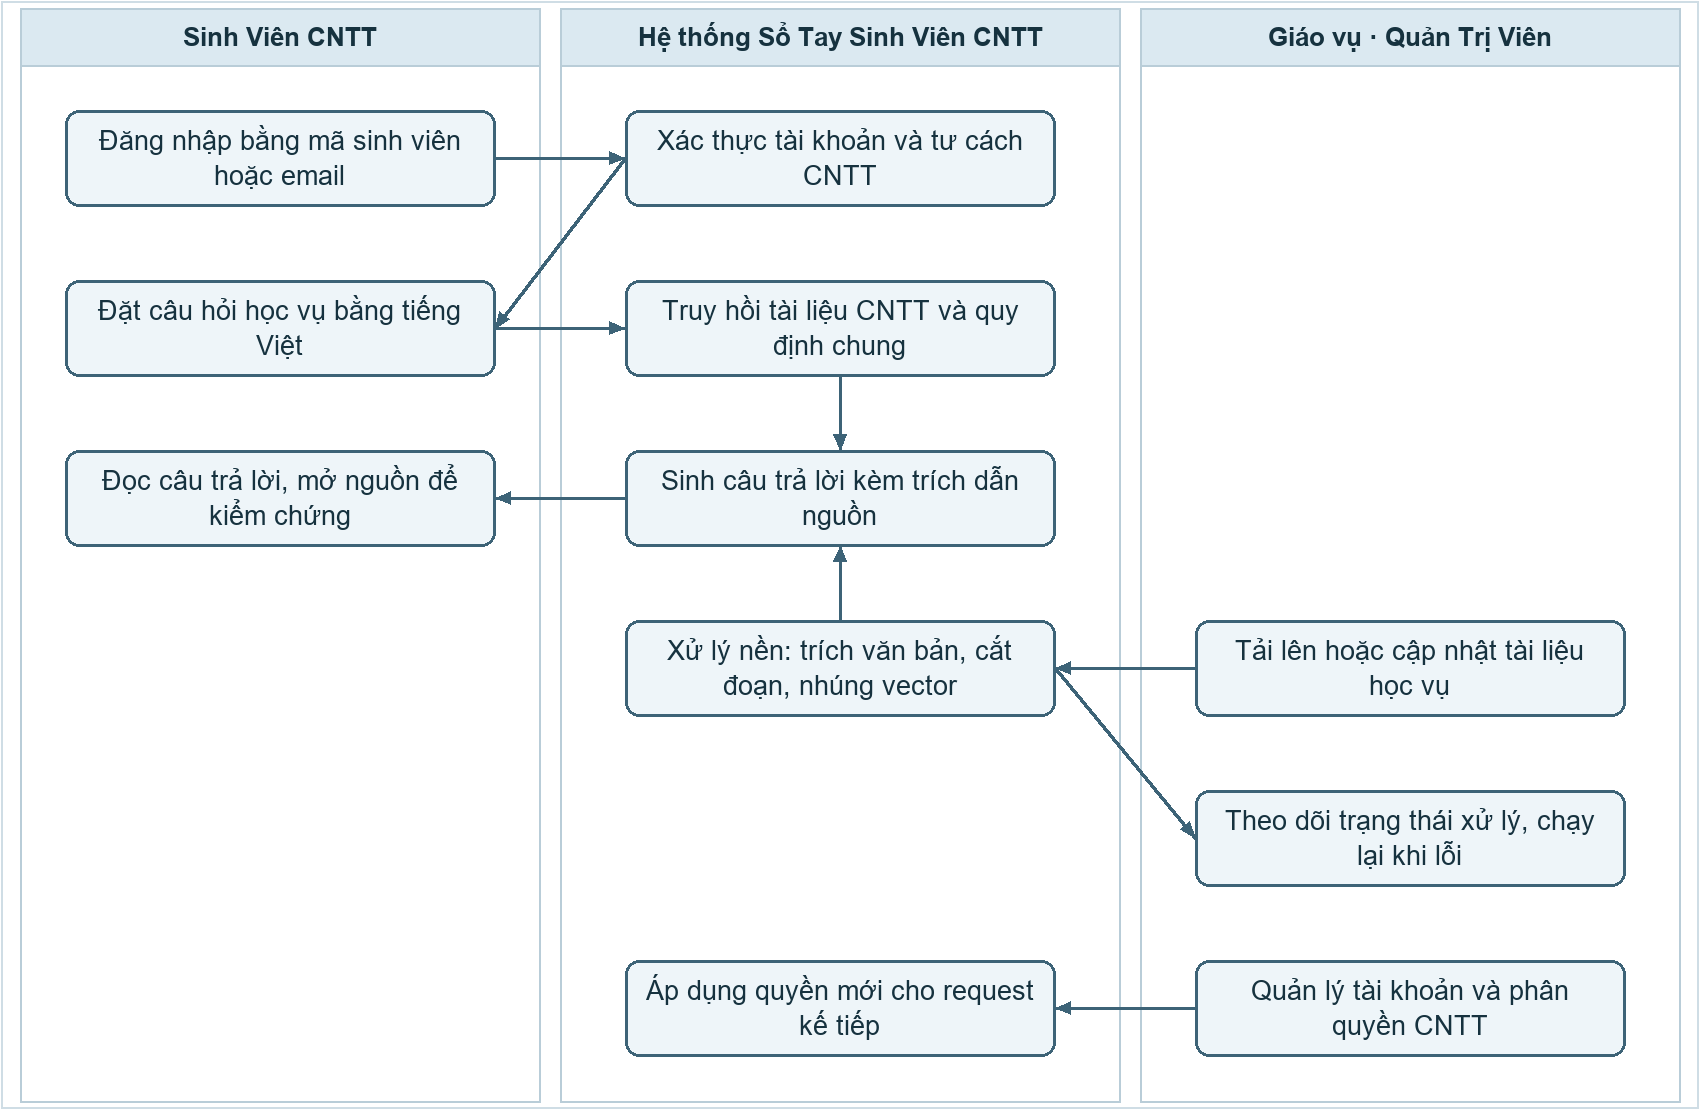 Sinh Viên CNTT
Hệ thống Sổ Tay Sinh Viên CNTT
Giáo vụ · Quản Trị Viên
Đăng nhập bằng mã sinh viên
hoặc email
Xác thực tài khoản và tư cách
CNTT
Đặt câu hỏi học vụ bằng tiếng
Việt
Truy hồi tài liệu CNTT và quy
định chung
Đọc câu trả lời, mở nguồn để
kiểm chứng
Sinh câu trả lời kèm trích dẫn
nguồn
Xử lý nền: trích văn bản, cắt
đoạn, nhúng vector
Tải lên hoặc cập nhật tài liệu
học vụ
Theo dõi trạng thái xử lý, chạy
lại khi lỗi
Áp dụng quyền mới cho request
kế tiếp
Quản lý tài khoản và phân
quyền CNTT